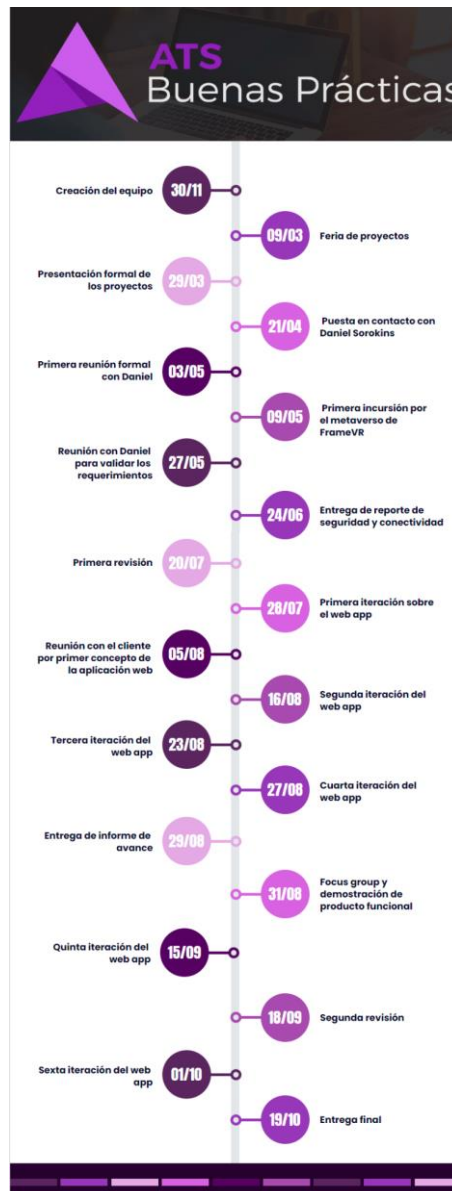 ATS
Buenas Prácticas
Creación del equipo
30/11
09/03
Feria de proyectos
Presentación formal de
los proyectos
29/03
21/04
Puesta en contacto con
Daniel Sorokins
Primera reunión formal
con Daniel
03/05
09/05
Primera incursión por
el metaverso de
FrameVR
Reunión con Daniel
para validar los
requerimientos
27/05
24/06
Entrega de reporte de
seguridad y conectividad
Primera revisión
20/07
28/07
Primera iteración sobre
el web app
Reunión con el cliente
por primer concepto de
la aplicación web
05/08
16/08
Segunda iteración del
web app
Tercera iteración del
web app
23/08
27/08
Cuarta iteración del
web app
Entrega de informe de
avance
29/08
31/08
Focus group y
demostración de
producto funcional
Quinta iteración del
web app
15/09
18/09
Segunda revisión
Sexta iteración del web
app
01/10
19/10
Entrega final